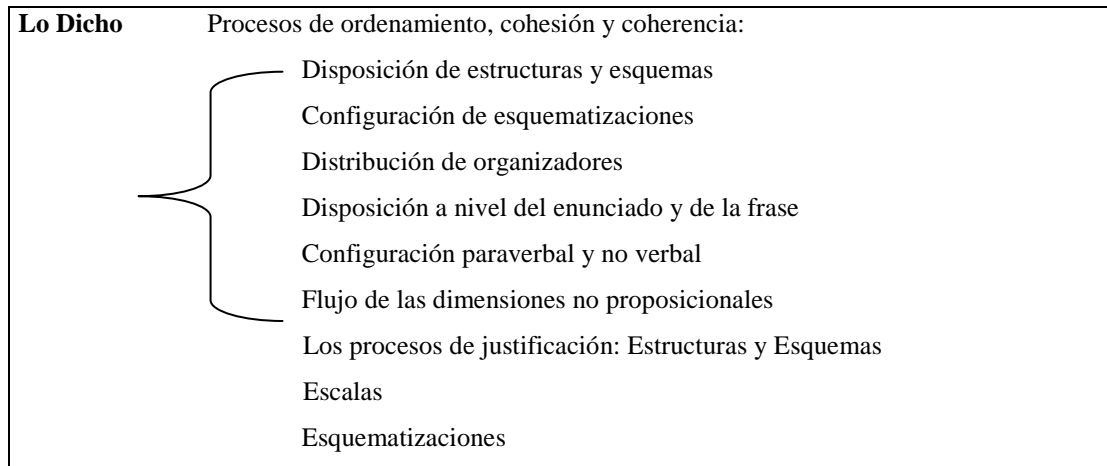 Lo Dicho Procesos de ordenamiento, cohesión y coherencia:
Disposición de estructuras y esquemas
Configuración de esquematizaciones
Distribución de organizadores
Disposición a nivel del enunciado y de la frase
Configuración paraverbal y no verbal
Flujo de las dimensiones no proposicionales
Los procesos de justificación: Estructuras y Esquemas
Escalas
Esquematizaciones